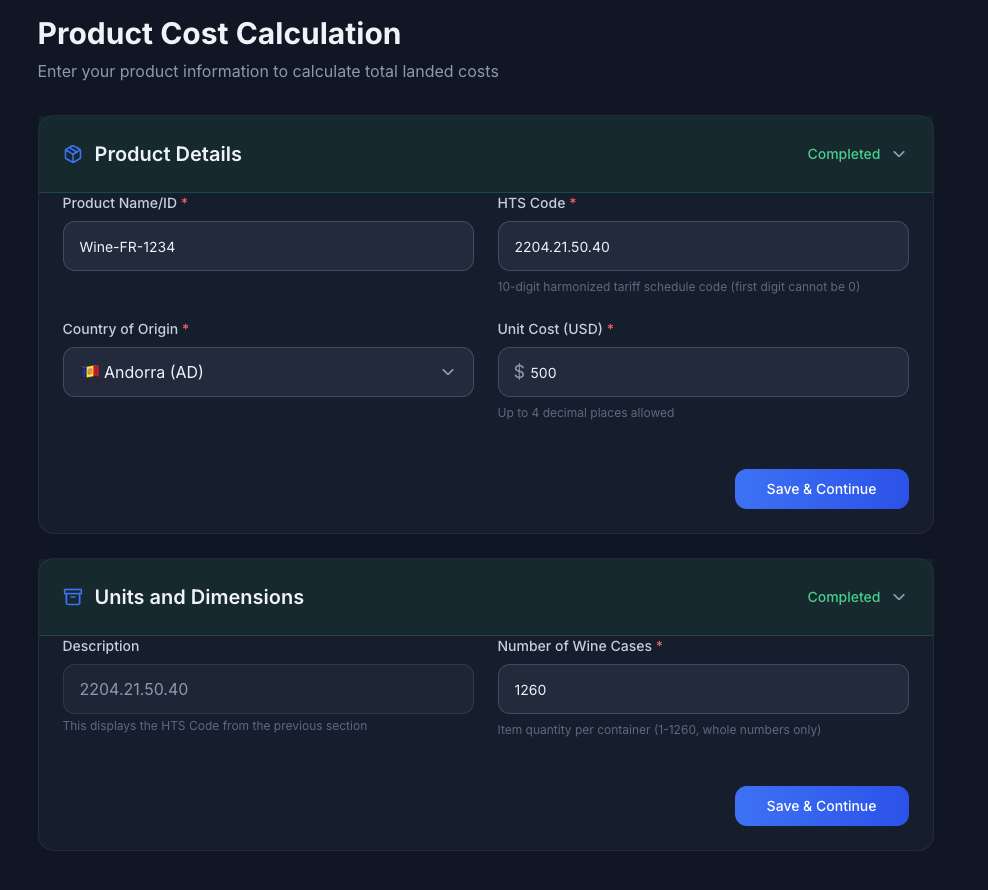 Product Cost Calculation
Enter your product information to calculate total landed costs
Product Details
Completed
Product Name/ID *
HTS Code *
Wine-FR-1234
2204.21.50.40
10-digit harmonized tariff schedule code (first digit cannot be 0)
Country of Origin *
Unit Cost (USD) *
Andorra (AD)
$ 500
Up to 4 decimal places allowed
Save & Continue
Units and Dimensions
Completed
Description
Number of Wine Cases *
2204.21.50.40
1260
This displays the HTS Code from the previous section
Item quantity per container (1-1260, whole numbers only)
Save & Continue